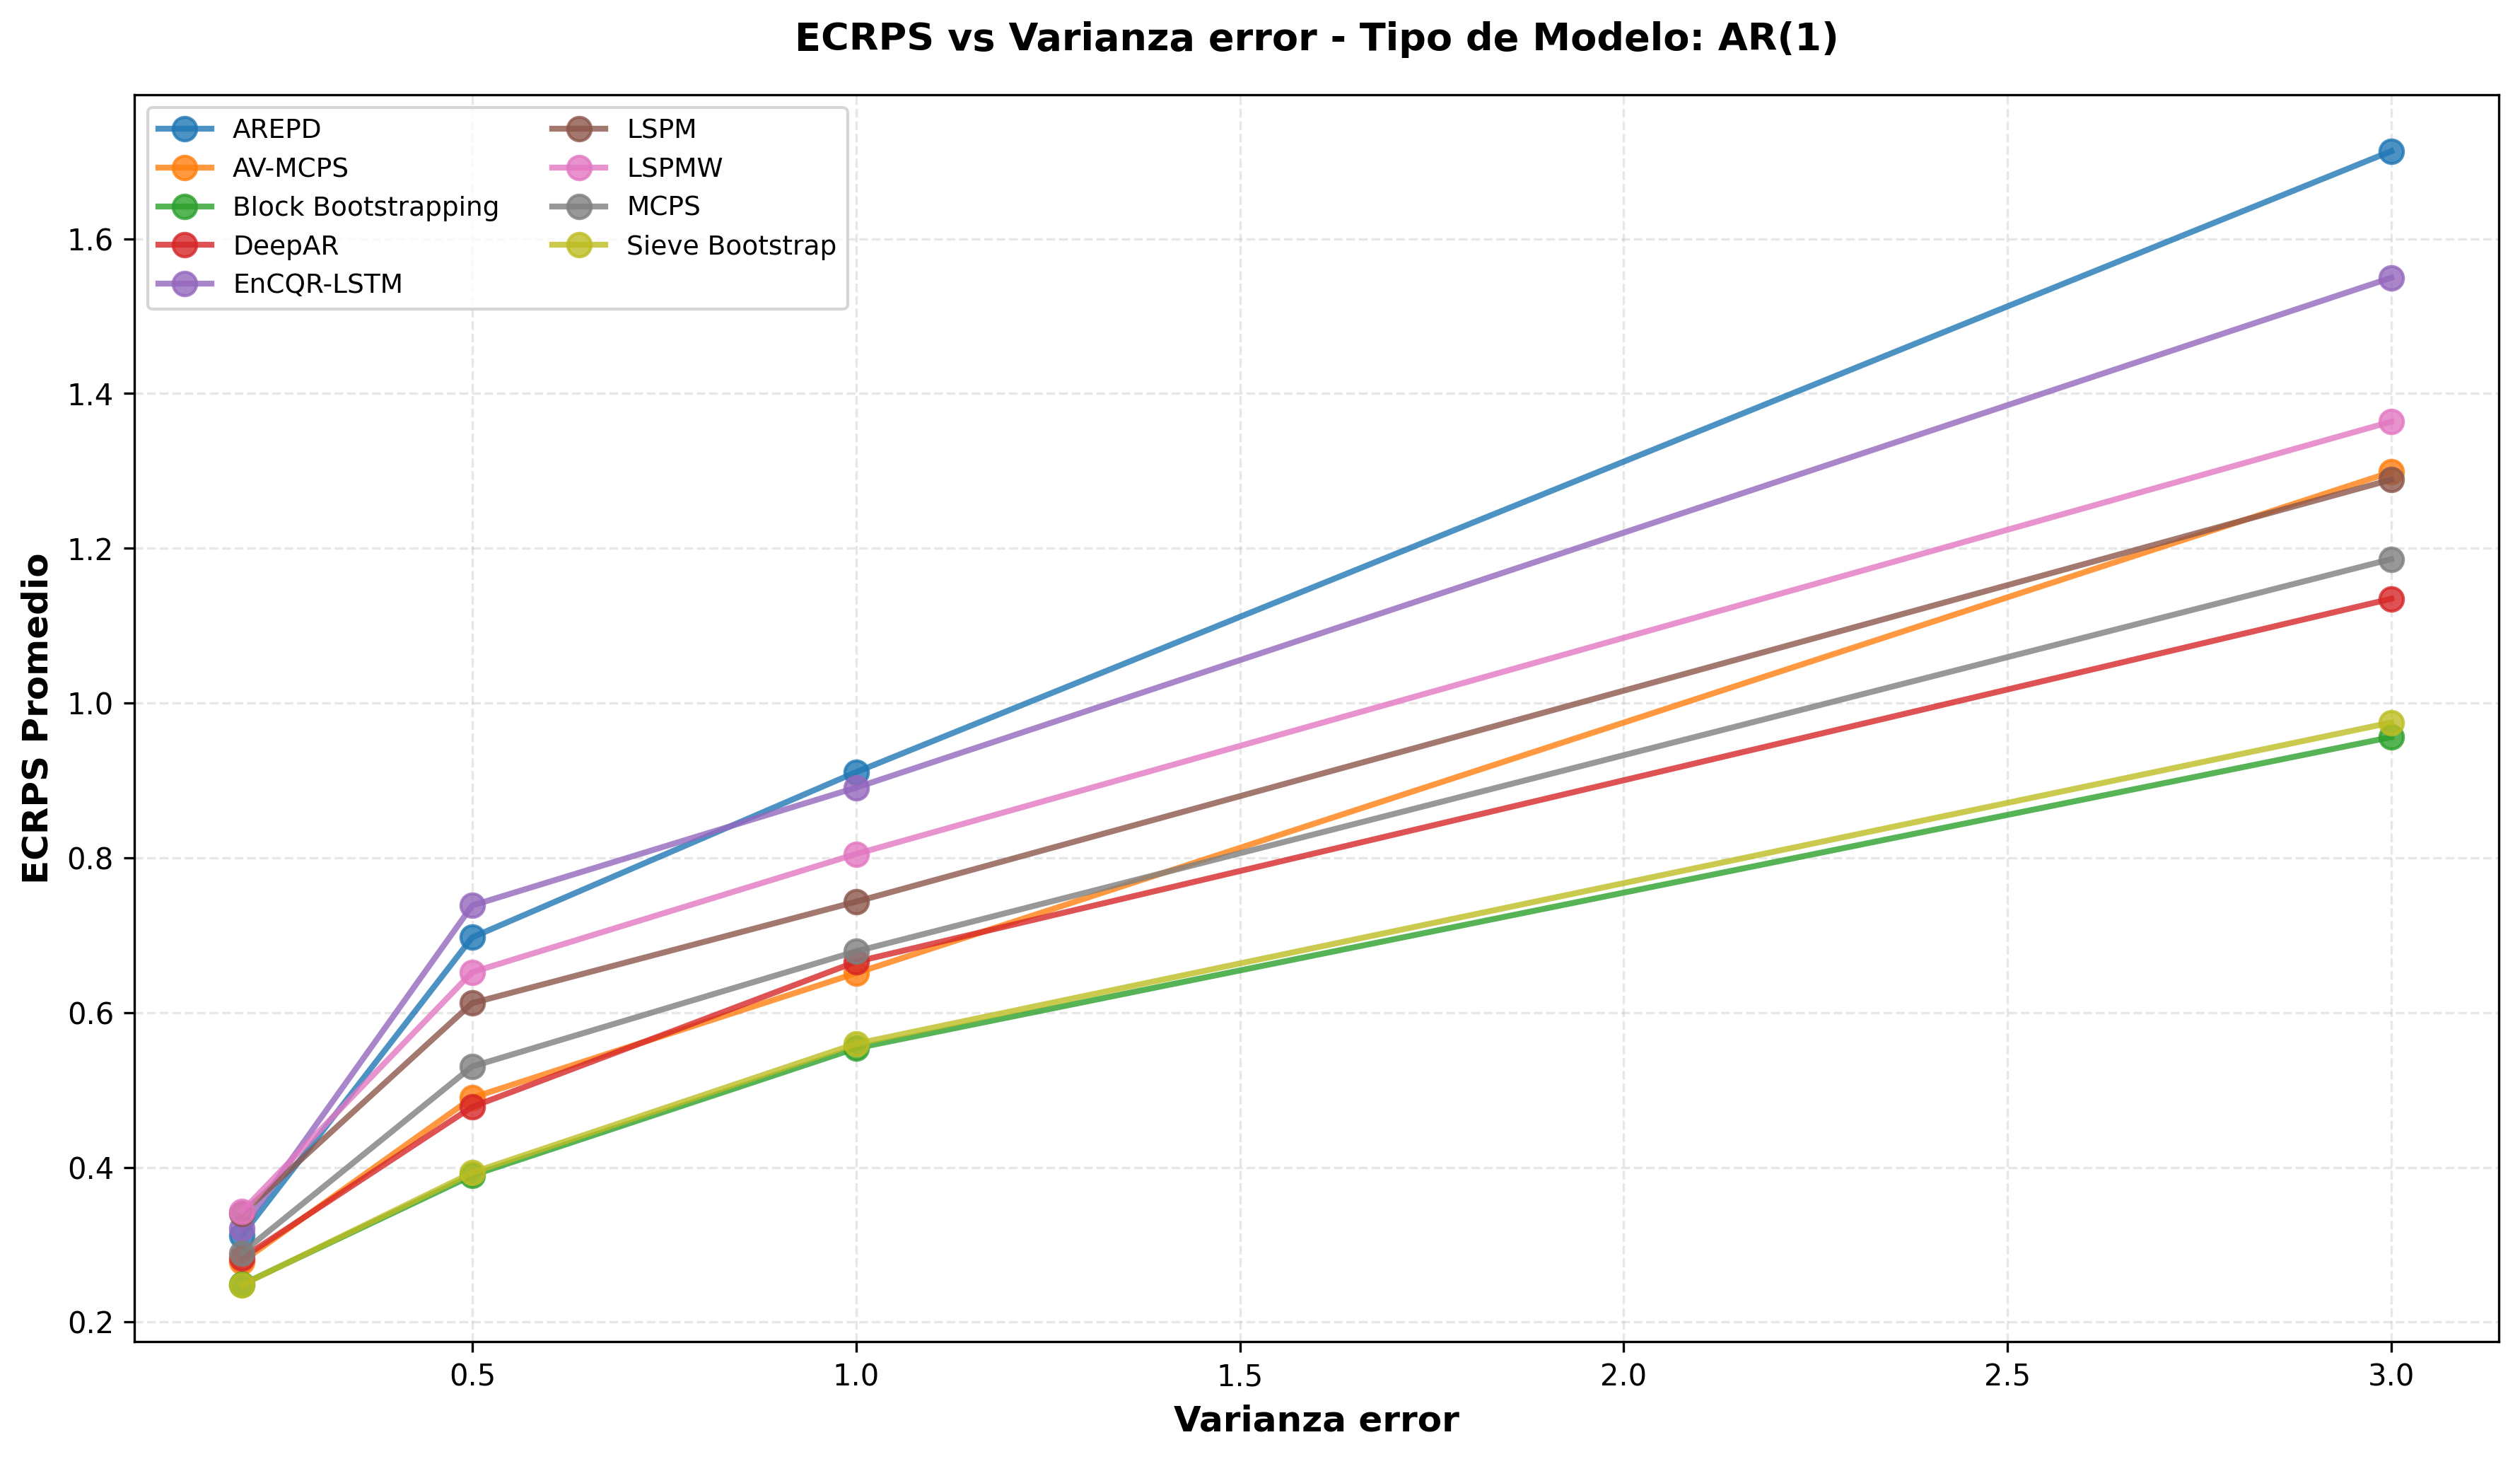 ECRPS vs Varianza error - Tipo de Modelo: AR(1)
AREPD
AV-MCPS
Block Bootstrapping
DeepAR
EnCQR-LSTM
LSPM
LSPMW
MCPS
Sieve Bootstrap
ECRPS Promedio
1.6
1.4
1.2
1.0
0.8
0.6
0.4
0.2
0.5
1.0
1.5
2.0
2.5
3.0
Varianza error